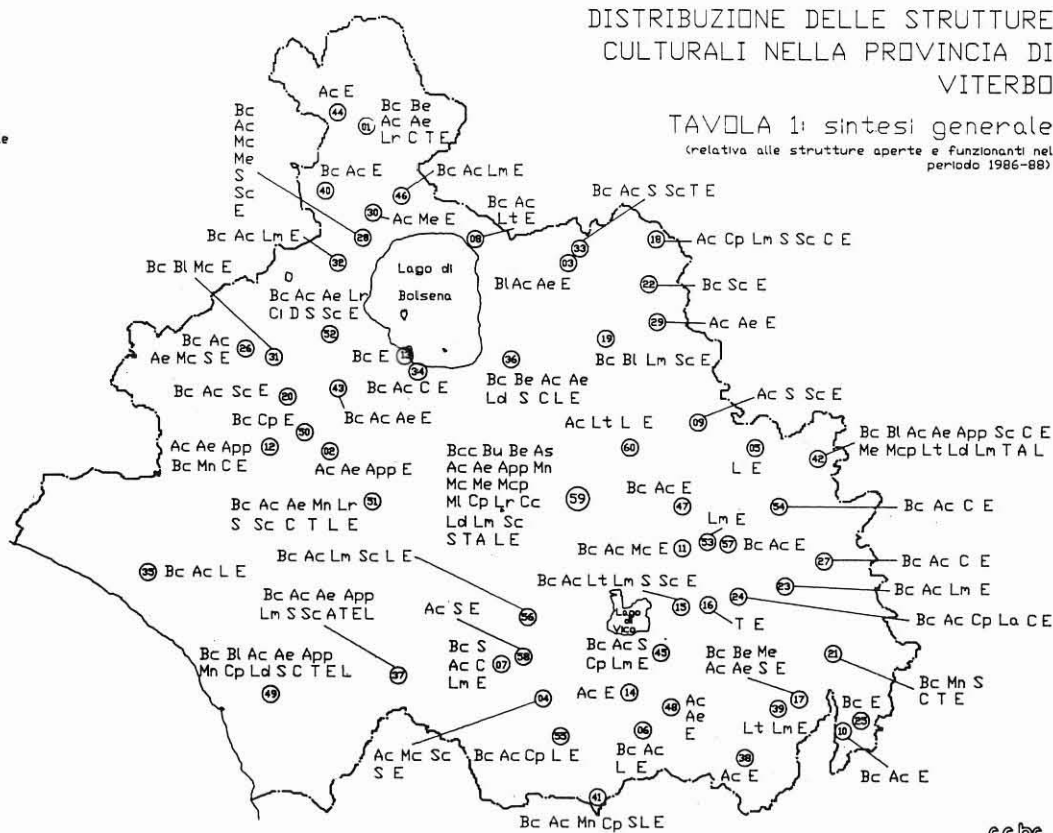 DISTRIBUZIONE DELLE STRUTTURE
CULTURALI NELLA PROVINCIA DI
VITERBO
TAVOLA 1: sintesi generale
(relativa alle strutture aperte e funzionanti nel
periodo 1986-88)
Ac E
44
Bc Be
Ac Ae
Lr C T E
01
Bc
Ac
Mc
Me
S
Sc
E
28
Bc Ac E
40
Bc Ac Lm E
46
30
Ac Me E
Bc Ac
Lt E
08
Bc Ac S Sc T E
33
03
Bl Ac Ae E
18
Ac Cp Lm S Sc C E
Bc Ac Lm E
32
Lago di
Bolsena
22
Bc Sc E
29
Ac Ae E
Bc Bl Mc E
31
Bc Ac Ae Lr
Cl D S Sc E
52
19
Bc Bl Lm Sc E
Bc Ac
Ae Mc S E
26
Bc E
13
34
Bc Ac C E
36
Bc Be Ac Ae
Ld S C L E
Bc Ac Sc E
20
43
Bc Ac Ae E
Ac S Sc E
09
Bc Cp E
50
Ac Ae App
Bc Mn C E
12
02
Ac Ae App E
Ac Lt L E
60
05
L E
42
Bc Bl Ac Ae App Sc C E
Me Mcp Lt Ld Lm T A L
Bcc Bu Be As
Ac Ae App Mn
Mc Me Mcp
Ml Cp Lr Cc
Ld Lm Sc
S T A L E
59
Bc Ac Ae Mn Lr
S Sc C T L E
51
Bc Ac E
47
54
Bc Ac C E
Lm E
53
57
Bc Ac E
Bc Ac Mc E
11
27
Bc Ac C E
35
Bc Ac L E
Bc Ac Lm Sc L E
56
Bc Ac Lt Lm S Sc E
15
16
T E
24
Bc Ac Cp La C E
23
Bc Ac Lm E
Lago
di
Vico
Bc Ac Ae App
Lm S Sc A T E L
37
Ac S E
58
Bc S
Ac C
Lm E
07
Bc Ac S
Cp Lm E
45
Bc Be Me
Ac Ae S E
17
21
Bc Mn S
C T E
Bc Bl Ac Ae App
Mn Cp Ld S C T E L
49
04
Ac Mc Sc
S E
Ac E
14
48
Ac
Ae
E
39
Lt Lm E
Bc E
25
10
Bc Ac E
55
Bc Ac Cp L E
06
Bc Ac
L E
38
Ac E
41
Bc Ac Mn Cp S L E